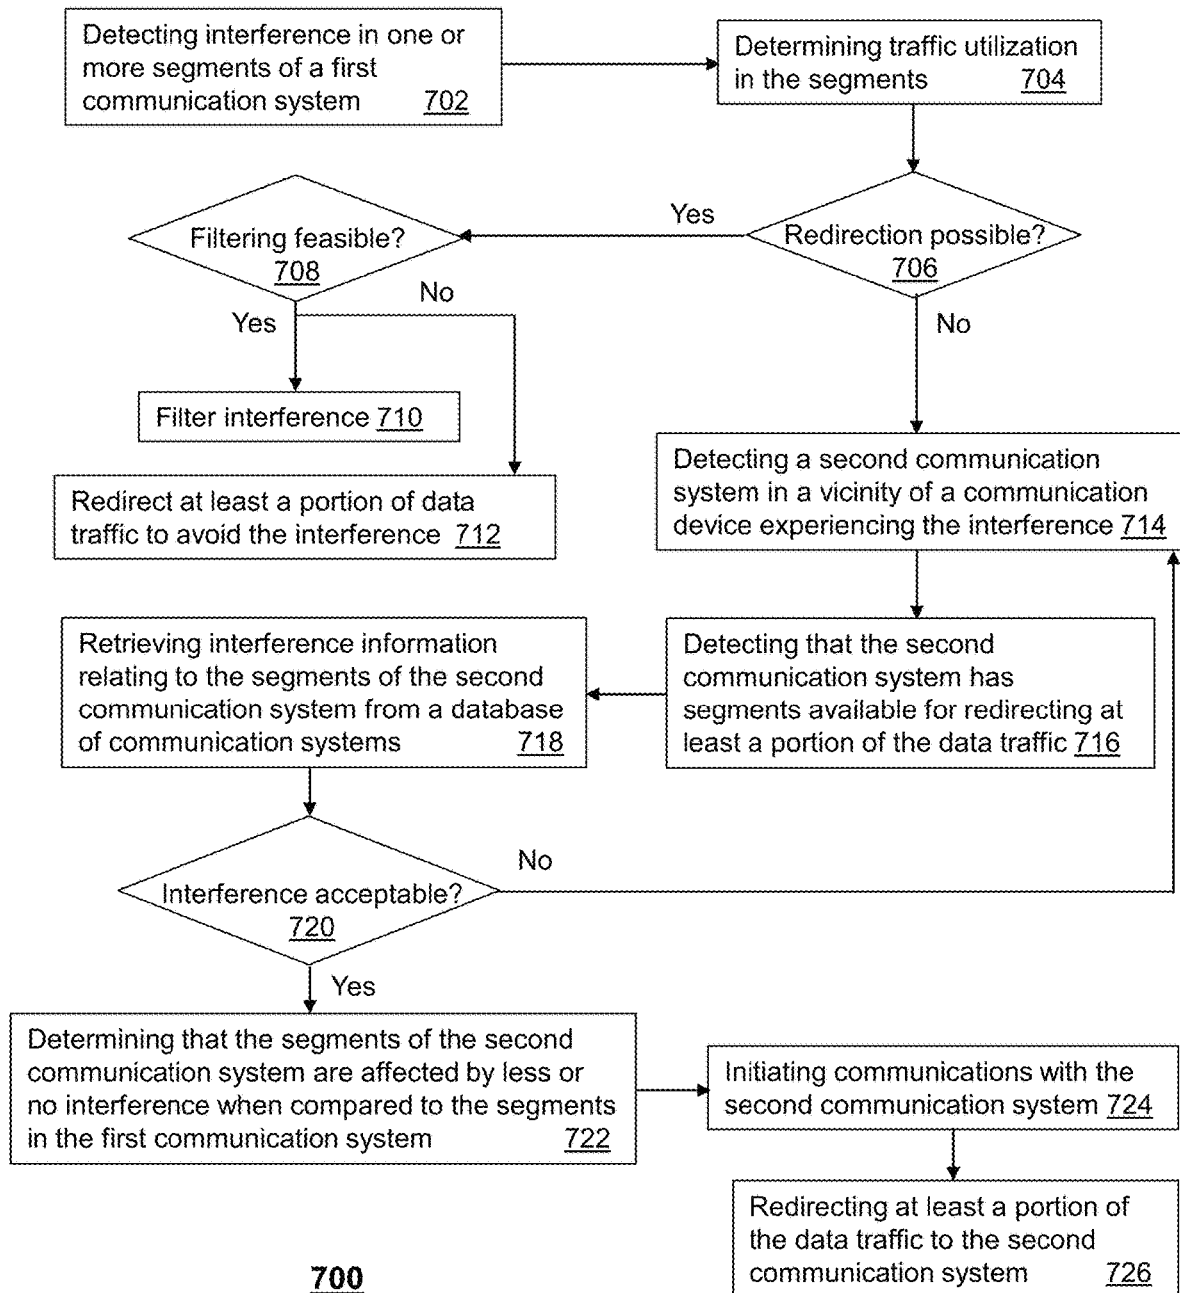 Detecting interference in one or
more segments of a first
communication system 702
Determining traffic utilization
in the segments 704
Redirection possible?
706
Yes
No
Filtering feasible?
708
Yes
No
Filter interference 710
Redirect at least a portion of data
traffic to avoid the interference 712
Detecting a second communication
system in a vicinity of a communication
device experiencing the interference 714
Detecting that the second
communication system has
segments available for redirecting at
least a portion of the data traffic 716
Retrieving interference information
relating to the segments of the second
communication system from a database
of communication systems 718
Interference acceptable?
720
No
Yes
Determining that the segments of the second
communication system are affected by less or
no interference when compared to the segments
in the first communication system 722
Initiating communications with the
second communication system 724
Redirecting at least a portion of
the data traffic to the second
communication system 726
700